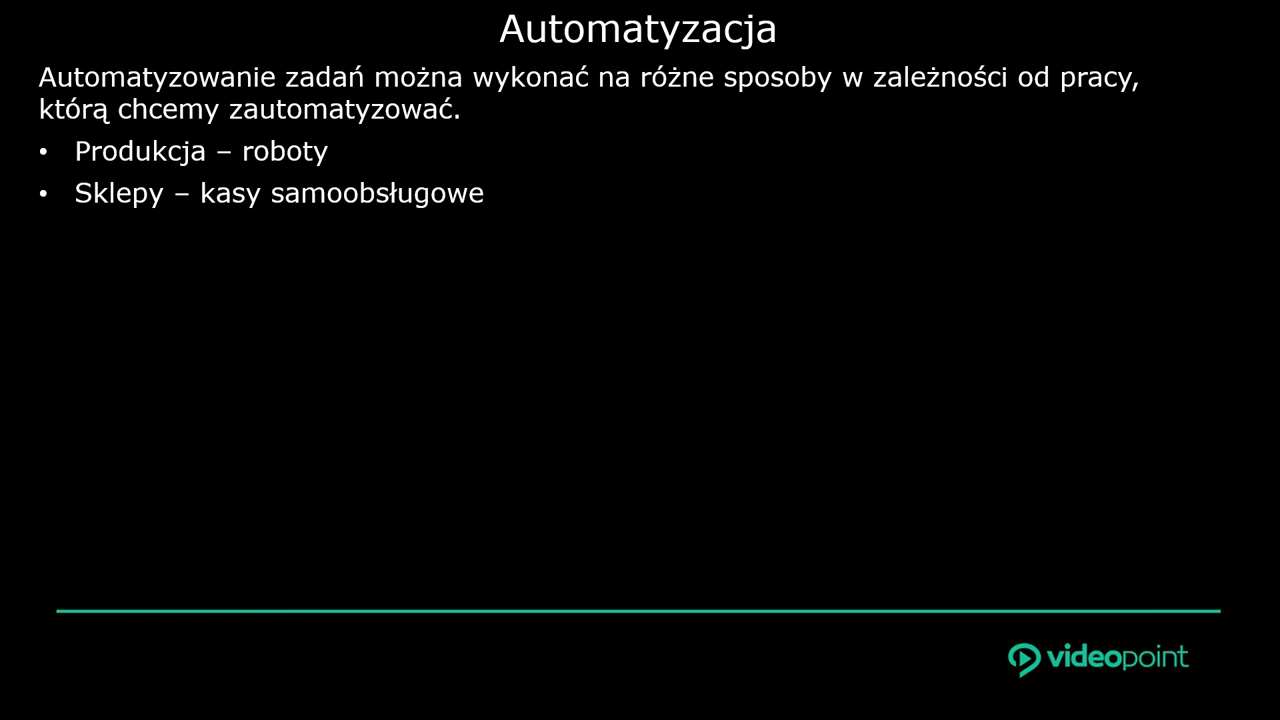 Automatyzacja
Automatyzowanie zadań można wykonać na różne sposoby w zależności od pracy,
którą chcemy zautomatyzować.
• Produkcja – roboty
• Sklepy – kasy samoobsługowe
videopoint